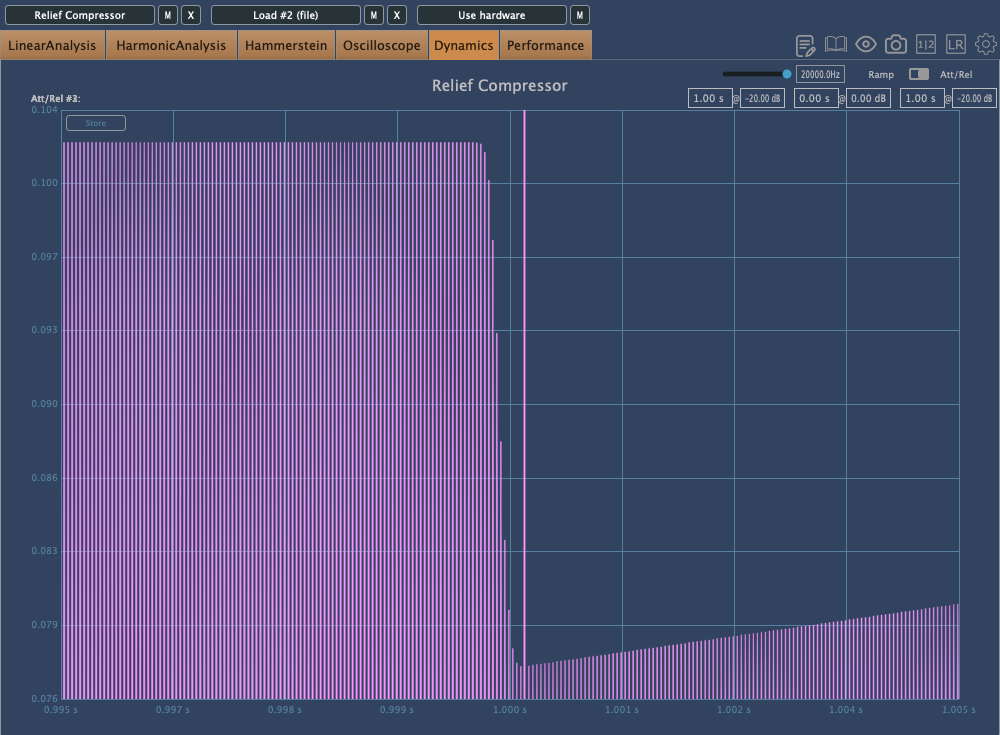 Relief Compressor M X Load #2 (file) M X Use hardware M
LinearAnalysis HarmonicAnalysis Hammerstein Oscilloscope Dynamics Performance 1|2 LR
20000.0Hz Ramp Att/Rel
Relief Compressor
1.00 s @ -20.00 dB 0.00 s @ 0.00 dB 1.00 s @ -20.00 dB
Att/Rel
0.104
Store
0.100
0.097
0.093
0.090
0.086
0.083
0.079
0.076
0.995 s 0.997 s 0.998 s 0.999 s 1.000 s 1.001 s 1.002 s 1.004 s 1.005 s